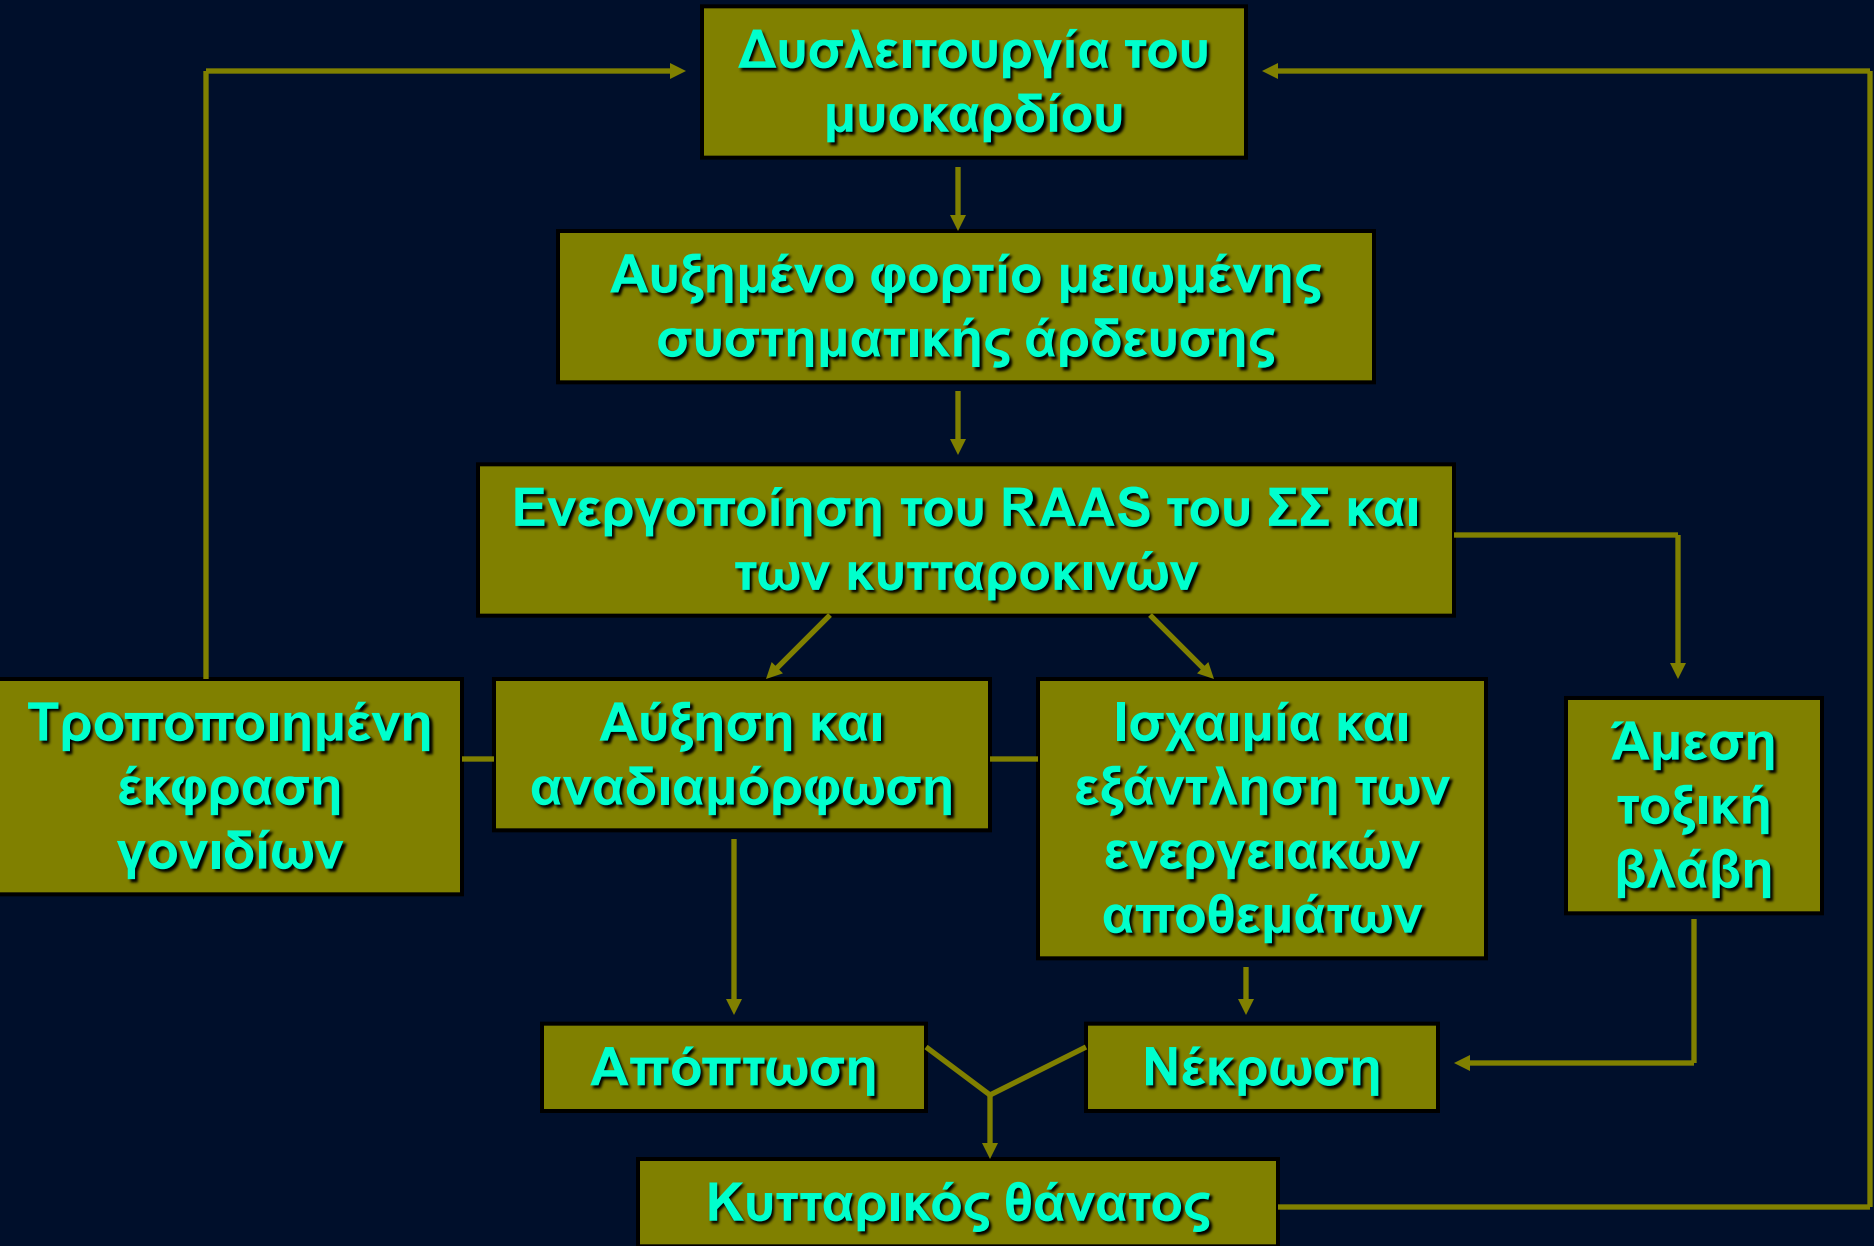 Δυσλειτουργία του
μυοκαρδίου
Αυξημένο φορτίο μειωμένης
συστηματικής άρδευσης
Ενεργοποίηση του RAAS του ΣΣ και
των κυτταροκινών
Τροποποιημένη
έκφραση
γονιδίων
Αύξηση και
αναδιαμόρφωση
Ισχαιμία και
εξάντληση των
ενεργειακών
αποθεμάτων
Άμεση
τοξική
βλάβη
Απόπτωση
Νέκρωση
Κυτταρικός θάνατος